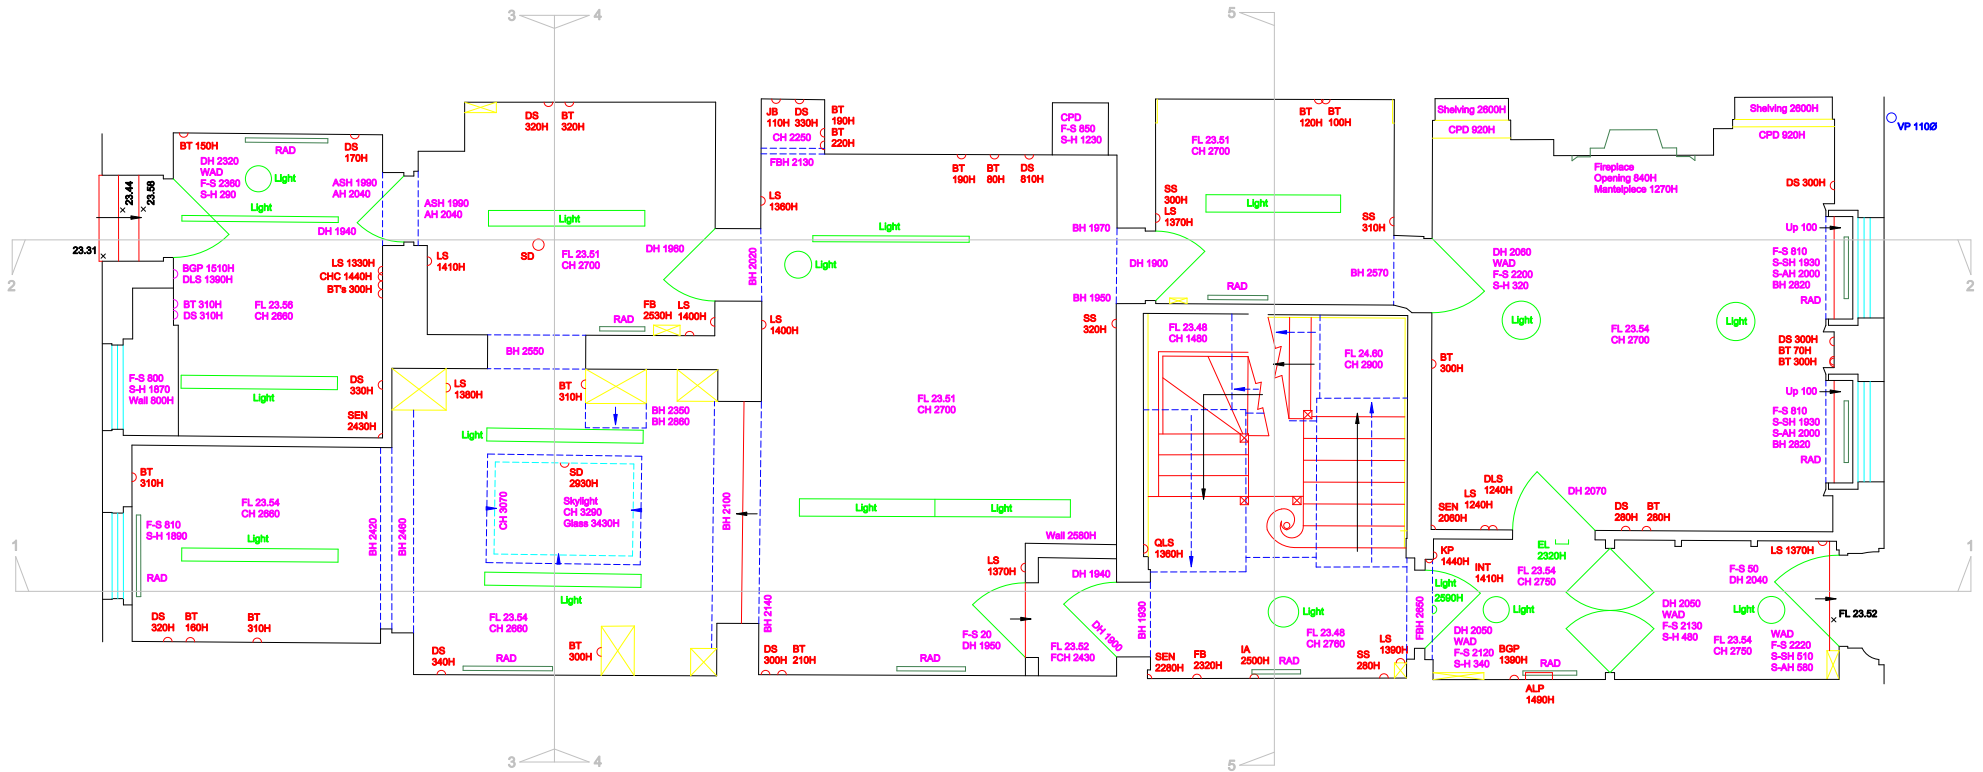 3
4
5
JB
110H
DS
330H
BT
190H
BT
220H
CH 2250
FBH 2130
CPD
F-S 850
S-H 1230
DS
320H
BT
320H
BT
120H
BT
100H
Shelving 2600H
CPD 920H
Shelving 2600H
CPD 920H
VP 110Ø
BT 150H
RAD
DS
170H
DH 2320
WAD
F-S 2360
S-H 290
Light
Light
ASH 1990
AH 2040
DH 1940
ASH 1990
AH 2040
Light
FL 23.51
CH 2700
SD
DH 1960
LS
1410H
LS
1360H
BT
190H
BT
80H
DS
810H
Light
Light
BH 2020
BH 1970
DH 1900
BH 1950
FL 23.51
CH 2700
SS
300H
LS
1370H
Light
SS
310H
RAD
BH 2570
Fireplace
Opening 840H
Mantelpiece 1270H
DS 300H
Up 100
DH 2060
WAD
F-S 2200
S-H 320
F-S 810
S-SH 1930
S-AH 2000
BH 2820
RAD
Light
Light
FL 23.54
CH 2700
23.44
23.56
23.31
2
2
BGP 1510H
DLS 1390H
LS 1330H
CHC 1440H
BT's 300H
BT 310H
DS 310H
FL 23.56
CH 2660
RAD
FB
2530H
LS
1400H
LS
1400H
SS
320H
BH 2550
FL 23.48
CH 1480
FL 24.60
CH 2900
BT
300H
DS 300H
BT 70H
BT 300H
Up 100
F-S 810
S-SH 1930
S-AH 2000
BH 2820
RAD
F-S 800
S-H 1670
Wall 800H
DS
330H
Light
SEN
2430H
LS
1380H
BT
310H
BH 2350
BH 2660
Light
FL 23.51
CH 2700
BT
310H
FL 23.54
CH 2660
F-S 810
S-H 1890
Light
RAD
BH 2420
BH 2460
CH 3070
SD
2930H
Skylight
CH 3290
Glass 3430H
BH 2100
Light
Light
Light
Wall 2580H
QLS
1360H
SEN
2060H
LS
1240H
DLS
1240H
DH 2070
DS
280H
BT
280H
1
1
Light
LS
1370H
DH 1940
KP
1440H
INT
1410H
EL
2320H
FL 23.54
CH 2750
LS 1370H
F-S 50
DH 2040
Light
2590H
DS
320H
BT
160H
BT
310H
FL 23.54
CH 2660
BH 2140
F-S 20
DH 1950
DH 1900
BH 1930
Light
FL 23.48
CH 2760
FBH 2650
Light
Light
FL 23.52
DH 2050
WAD
F-S 2120
S-H 340
DH 2050
WAD
F-S 2130
S-H 480
FL 23.54
CH 2750
WAD
F-S 2220
S-SH 510
S-AH 560
DS
340H
RAD
BT
300H
DS
300H
BT
210H
RAD
FL 23.52
FCH 2430
SEN
2280H
FB
2320H
IA
2500H
RAD
SS
280H
LS
1390H
BGP
1390H
RAD
ALP
1490H
3
4
5